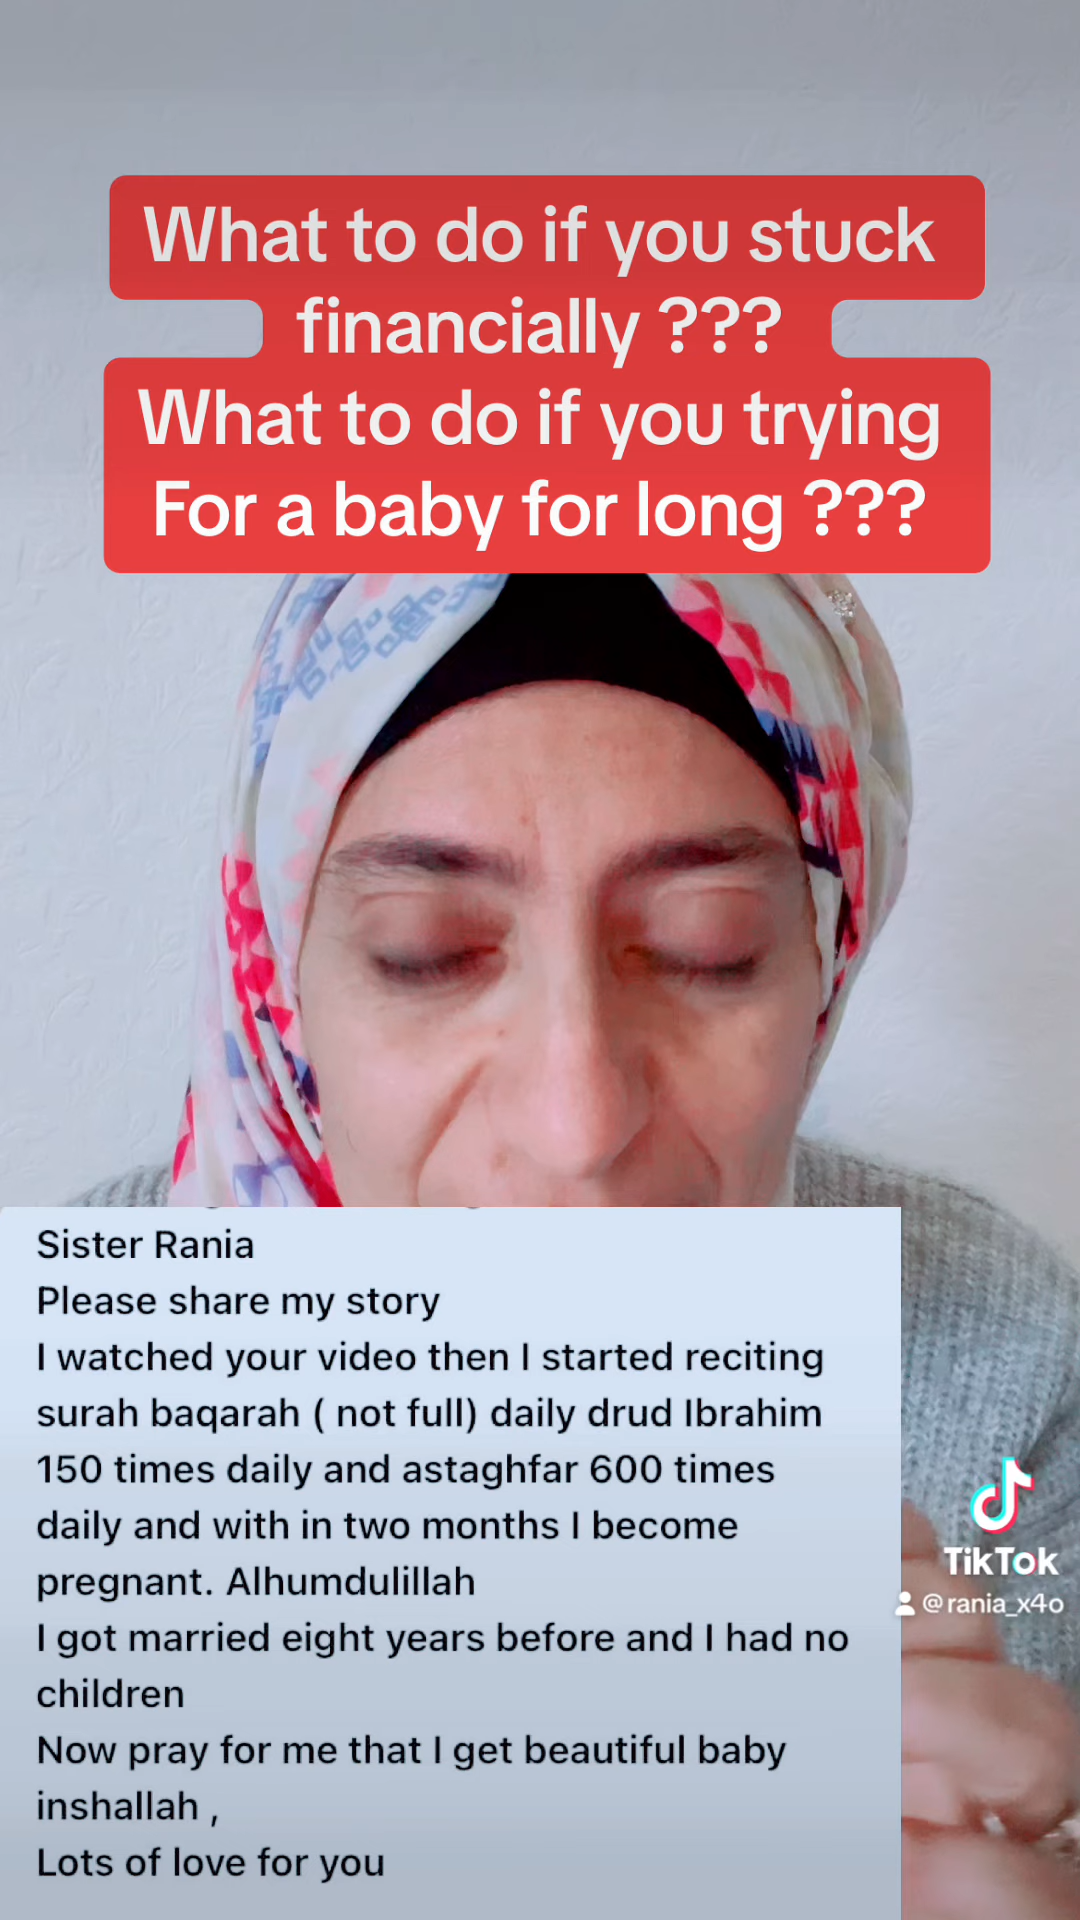 What to do if you stuck
financially ???
What to do if you trying
For a baby for long ???
Sister Rania
Please share my story
I watched your video then I started reciting
surah baqarah ( not full) daily drud Ibrahim
150 times daily and astaghfar 600 times
daily and with in two months I become
pregnant. Alhumdulillah
I got married eight years before and I had no
children
Now pray for me that I get beautiful baby
inshallah ,
Lots of love for you
TikTok
@rania_x4o